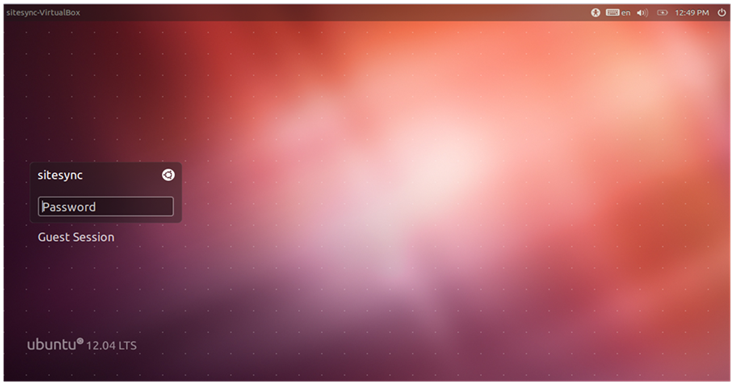 sitesync-VirtualBox en 12:49 PM
sitesync
Password
Guest Session
ubuntu® 12.04 LTS